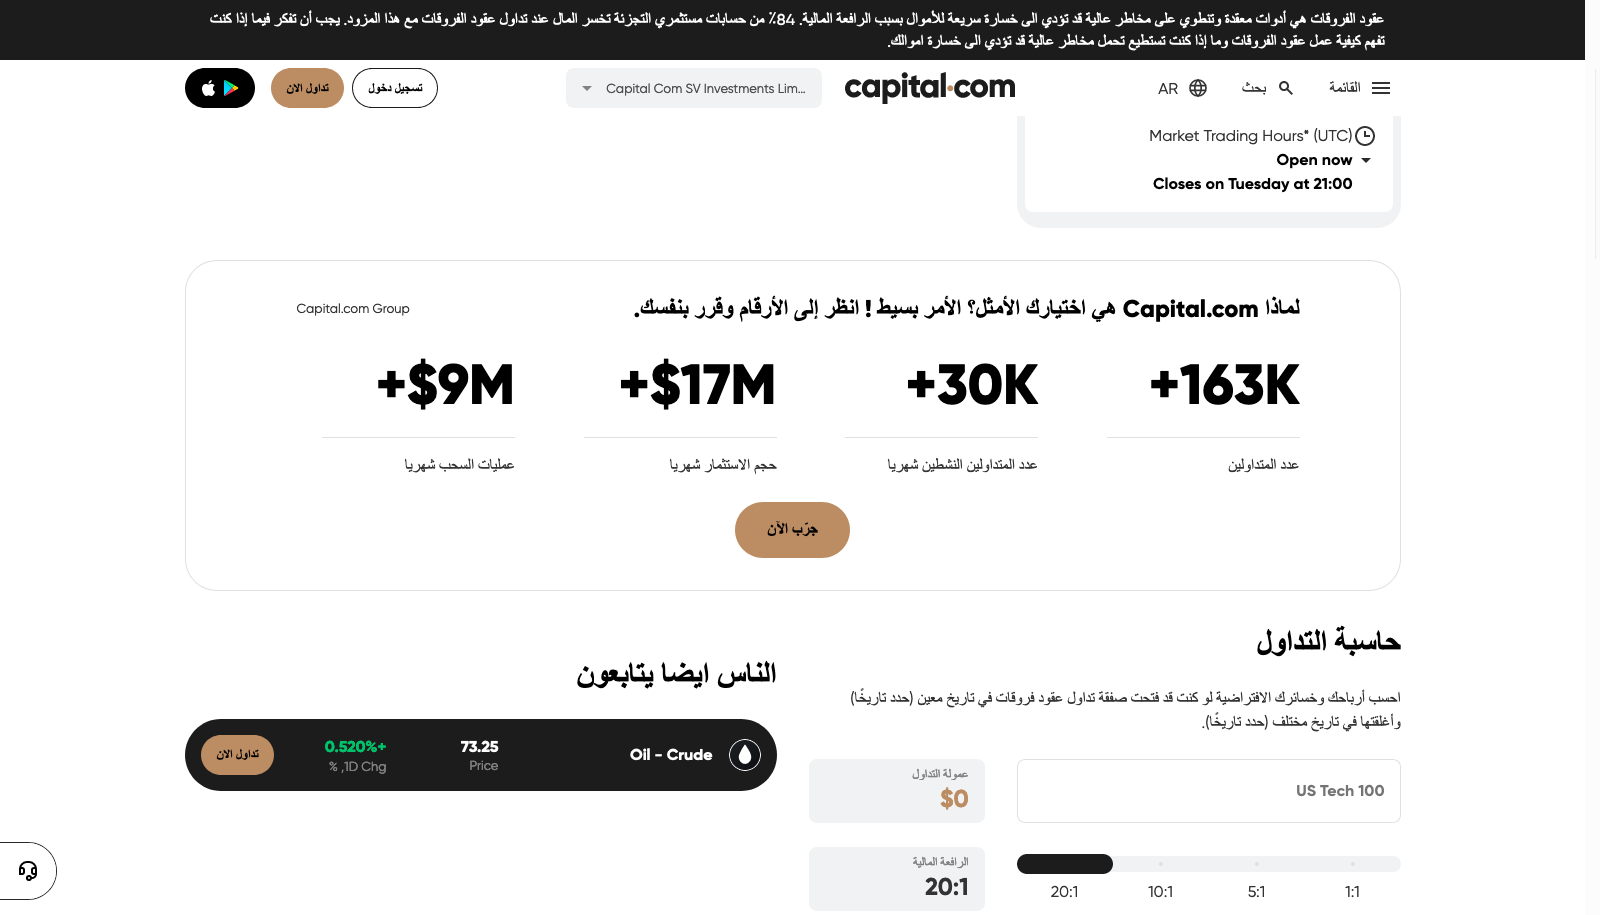 عقود الفروقات هي أدوات معقدة وتنطوي على مخاطر عالية قد تؤدي الى خسارة سريعة للأموال بسبب الرافعة المالية. 84٪ من حسابات مستثمري التجزئة تخسر المال عند تداول عقود الفروقات مع هذا المزود. يجب أن تفكر فيما إذا كنت
تفهم كيفية عمل عقود الفروقات وما إذا كنت تستطيع تحمل مخاطر عالية قد تؤدي الى خسارة اموالك.
القائمة
بحث
AR
capital.com
Capital Com SV Investments Lim...
تسجيل دخول
تداول الان
Market Trading Hours* (UTC)
Open now
Closes on Tuesday at 21:00
لماذا Capital.com هي اختيارك الأمثل؟ الأمر بسيط ! انظر إلى الأرقام وقرر بنفسك.
Capital.com Group
+163K
+30K
+$17M
+$9M
عدد المتداولين
عدد المتداولين النشطين شهريا
حجم الاستثمار شهريا
عمليات السحب شهريا
جرّب الآن
حاسبة التداول
احسب أرباحك وخسائرك الافتراضية لو كنت قد فتحت صفقة تداول عقود فروقات في تاريخ معين (حدد تاريخًا)
وأغلقتها في تاريخ مختلف (حدد تاريخًا).
US Tech 100
عمولة التداول
$0
الرافعة المالية
20:1
20:1
10:1
5:1
1:1
الناس ايضا يتابعون
Oil - Crude
73.25
Price
0.520%+
% ,1D Chg
تداول الان